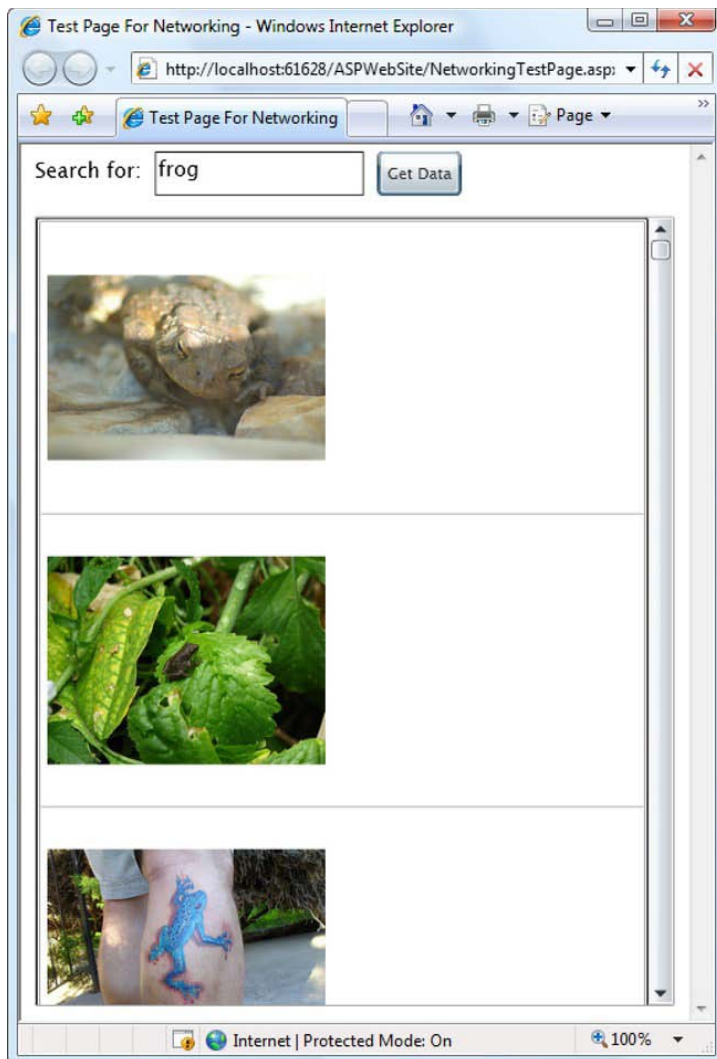 Test Page For Networking - Windows Internet Explorer
http://localhost:61628/ASPWebSite/NetworkingTestPage.asp
Test Page For Networking
Page
»
Search for: frog Get Data
Internet | Protected Mode: On 100%